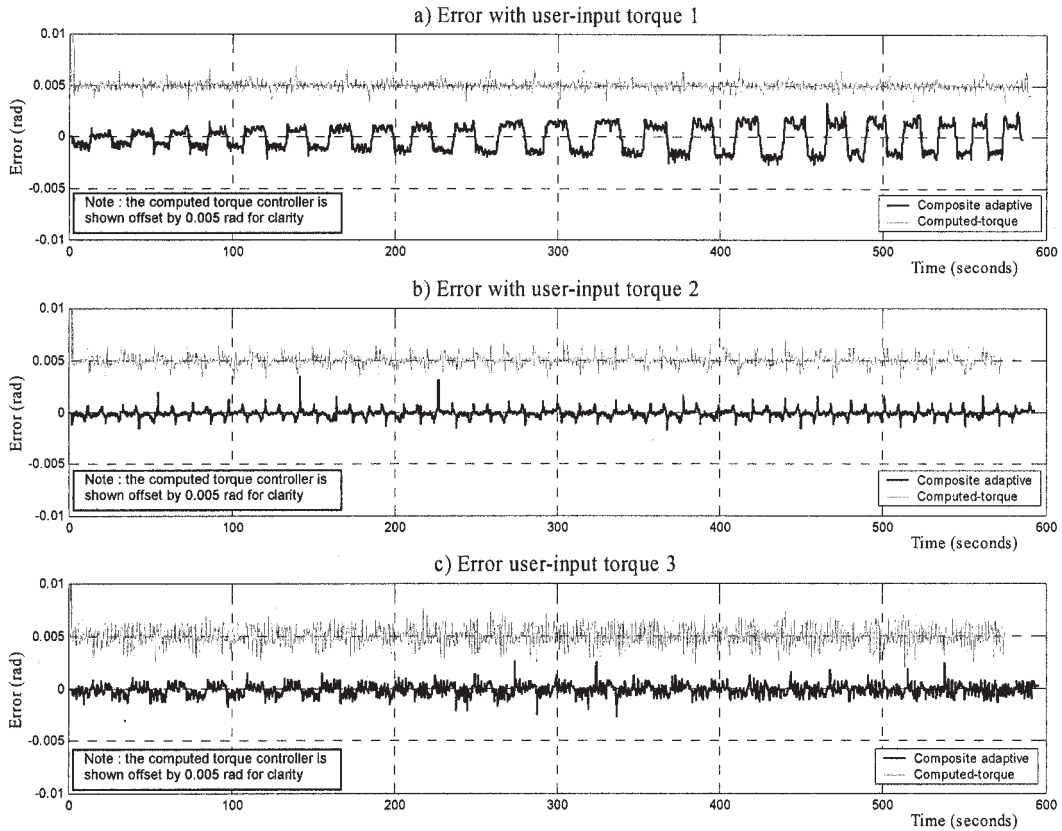 a) Error with user-input torque 1
0.01
0.005
0
-0.005
-0.01
Error (rad)
Note : the computed torque controller is
shown offset by 0.005 rad for clarity
Composite adaptive
Computed-torque
0 100 200 300 400 500 600
Time (seconds)
b) Error with user-input torque 2
0.01
0.005
0
-0.005
-0.01
Error (rad)
Note : the computed torque controller is
shown offset by 0.005 rad for clarity
Composite adaptive
Computed-torque
0 100 200 300 400 500 600
Time (seconds)
c) Error user-input torque 3
0.01
0.005
0
-0.005
-0.01
Error (rad)
Note : the computed torque controller is
shown offset by 0.005 rad for clarity
Composite adaptive
Computed-torque
0 100 200 300 400 500 600
Time (seconds)